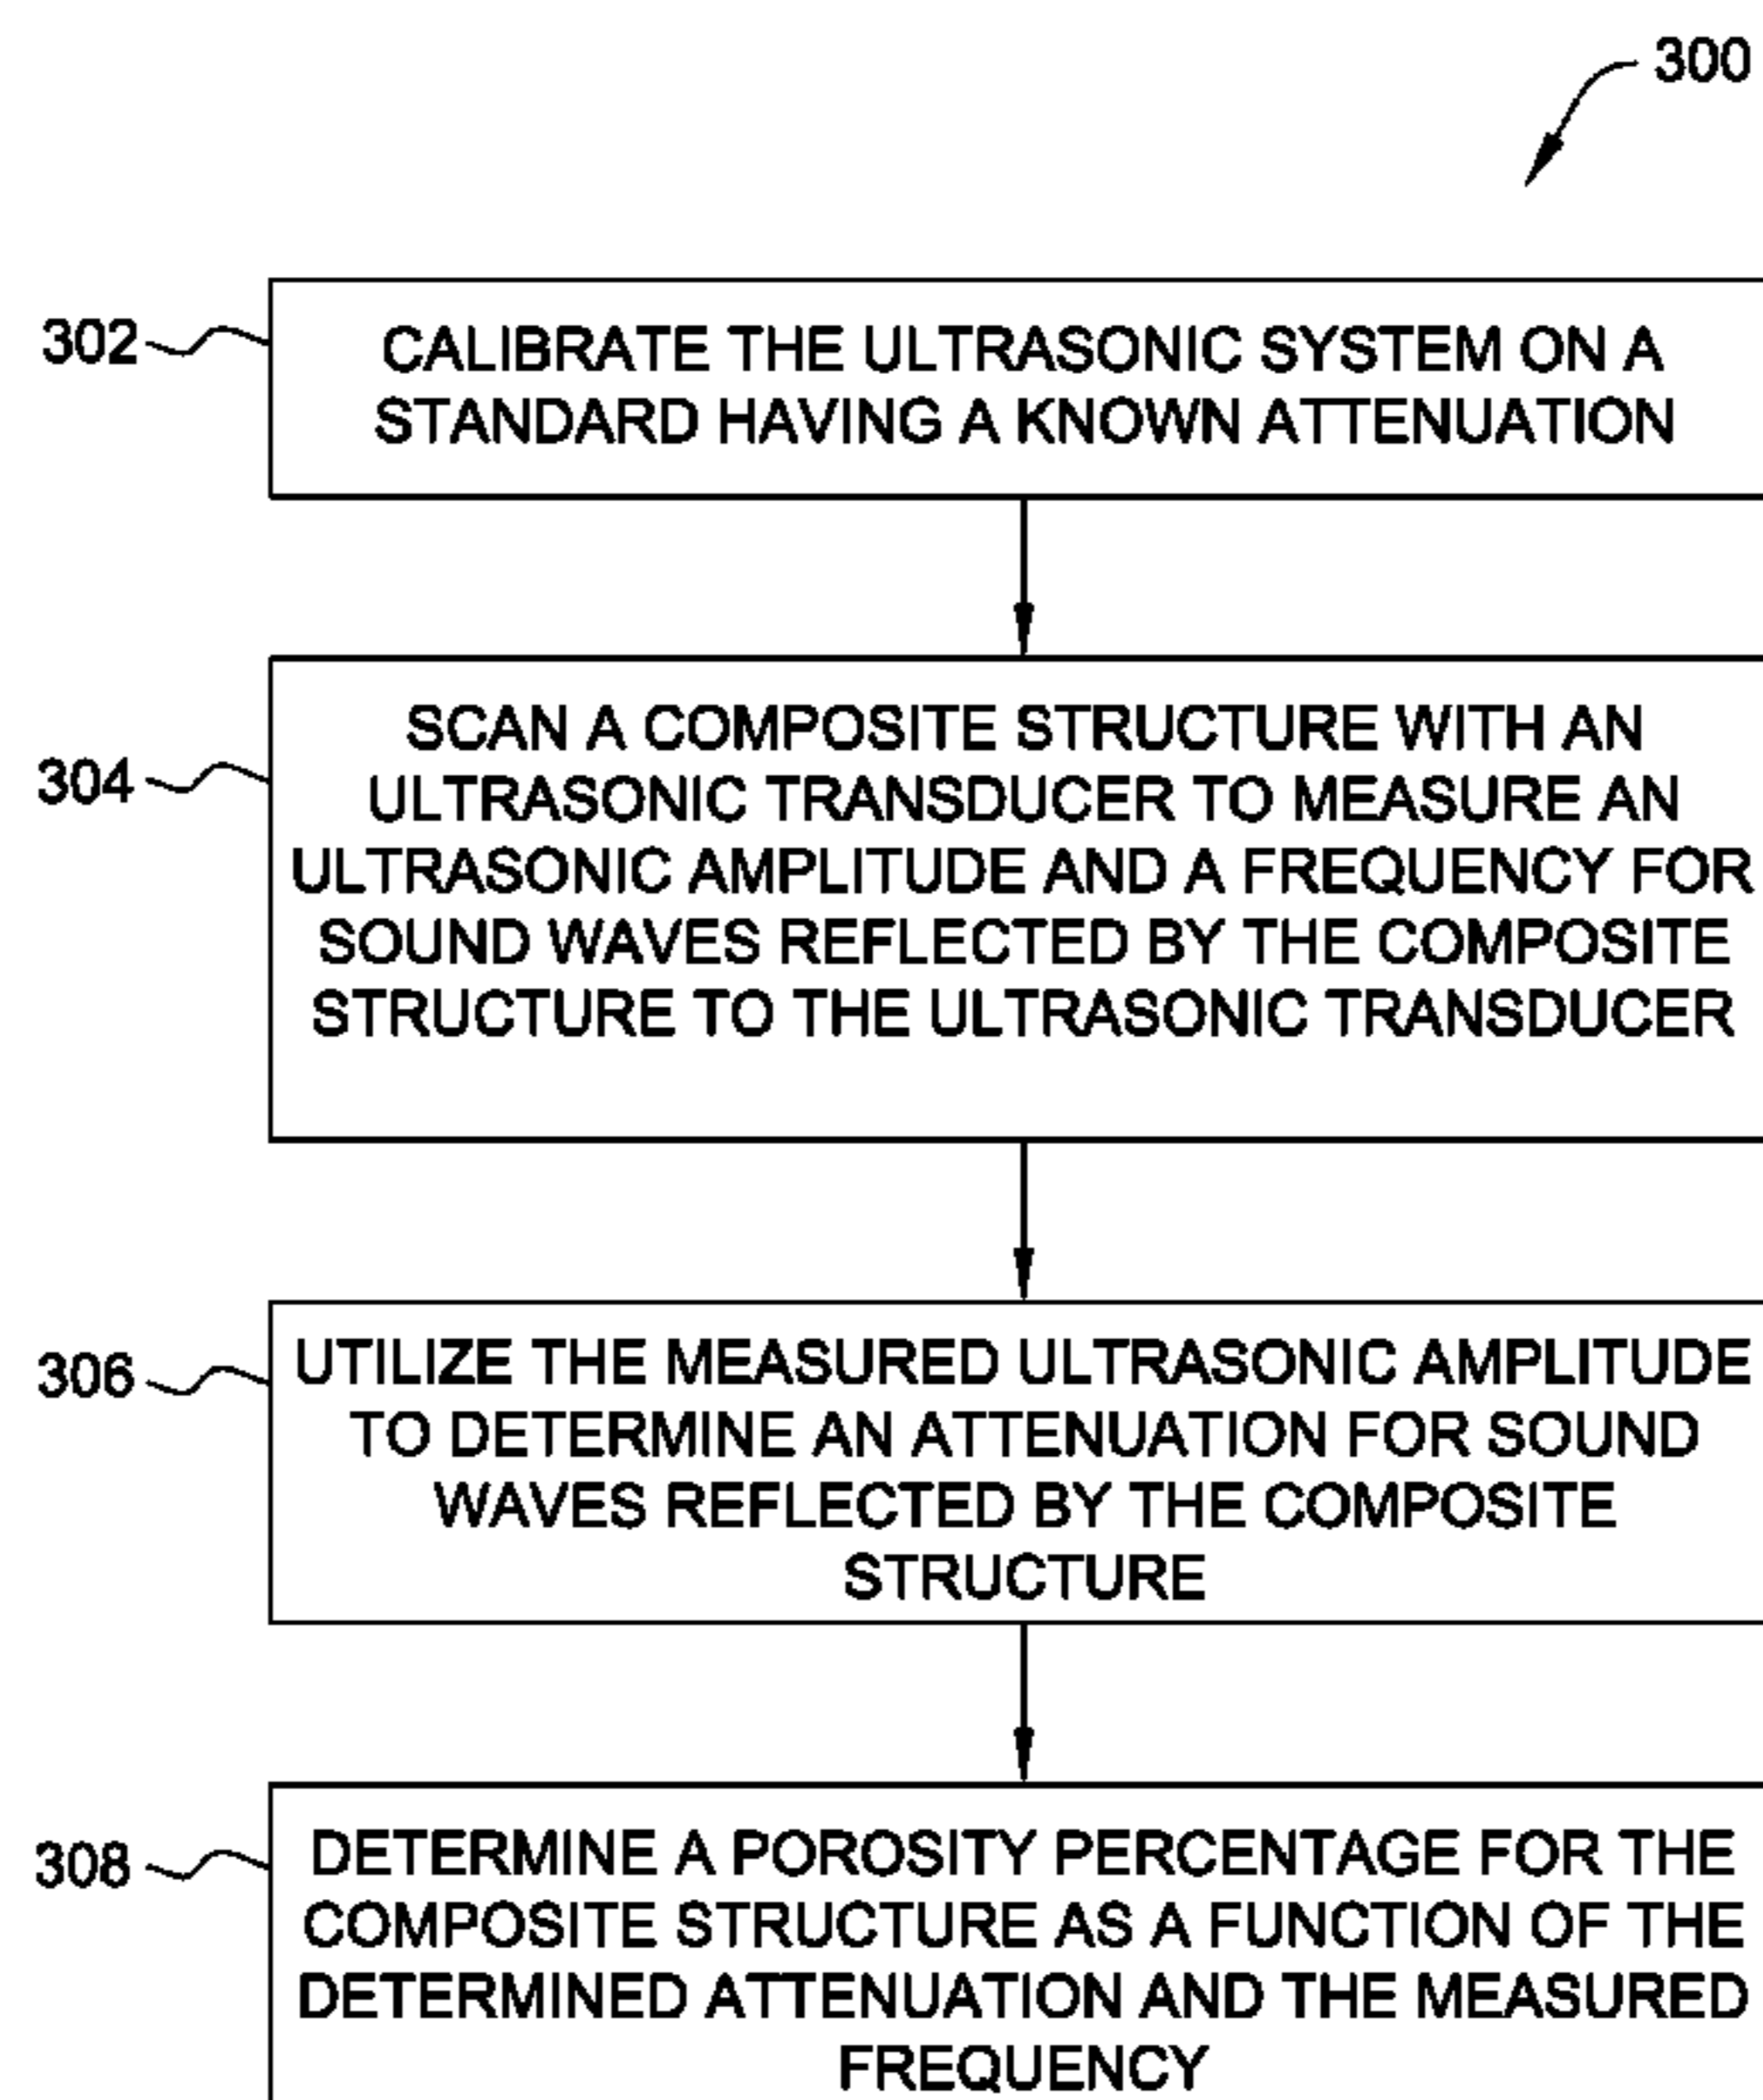 300
302
CALIBRATE THE ULTRASONIC SYSTEM ON A
STANDARD HAVING A KNOWN ATTENUATION
304
SCAN A COMPOSITE STRUCTURE WITH AN
ULTRASONIC TRANSDUCER TO MEASURE AN
ULTRASONIC AMPLITUDE AND A FREQUENCY FOR
SOUND WAVES REFLECTED BY THE COMPOSITE
STRUCTURE TO THE ULTRASONIC TRANSDUCER
306
UTILIZE THE MEASURED ULTRASONIC AMPLITUDE
TO DETERMINE AN ATTENUATION FOR SOUND
WAVES REFLECTED BY THE COMPOSITE
STRUCTURE
308
DETERMINE A POROSITY PERCENTAGE FOR THE
COMPOSITE STRUCTURE AS A FUNCTION OF THE
DETERMINED ATTENUATION AND THE MEASURED
FREQUENCY